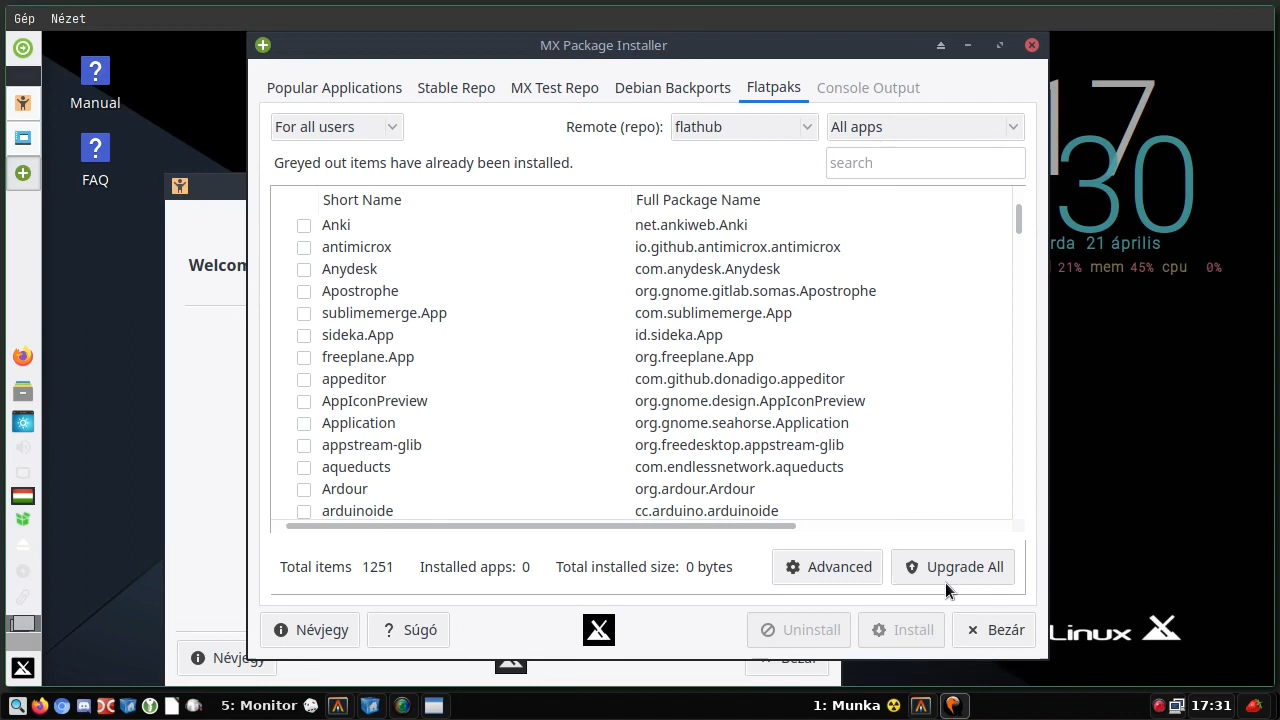 Gép Nézet
MX Package Installer
Manual
FAQ
Welcom
Popular Applications Stable Repo MX Test Repo Debian Backports Flatpaks Console Output
For all users Remote (repo): flathub All apps
Greyed out items have already been installed. search
Short Name Full Package Name
Anki net.ankiweb.Anki
antimicrox io.github.antimicrox.antimicrox
Anydesk com.anydesk.Anydesk
Apostrophe org.gnome.gitlab.somas.Apostrophe
sublimemerge.App com.sublimemerge.App
sideka.App id.sideka.App
freeplane.App org.freeplane.App
appeditor com.github.donadigo.appeditor
AppIconPreview org.gnome.design.AppIconPreview
Application org.gnome.seahorse.Application
appstream-glib org.freedesktop.appstream-glib
aqueducts com.endlessnetwork.aqueducts
Ardour org.ardour.Ardour
arduinoide cc.arduino.arduinoide
Total items 1251 Installed apps: 0 Total installed size: 0 bytes Advanced Upgrade All
Névjegy Súgó Uninstall Install Bezár
Névjegy Bezár
17
30
rda 21 április
21% mem 45% cpu 0%
Linux
5: Monitor 1: Munka 17:31